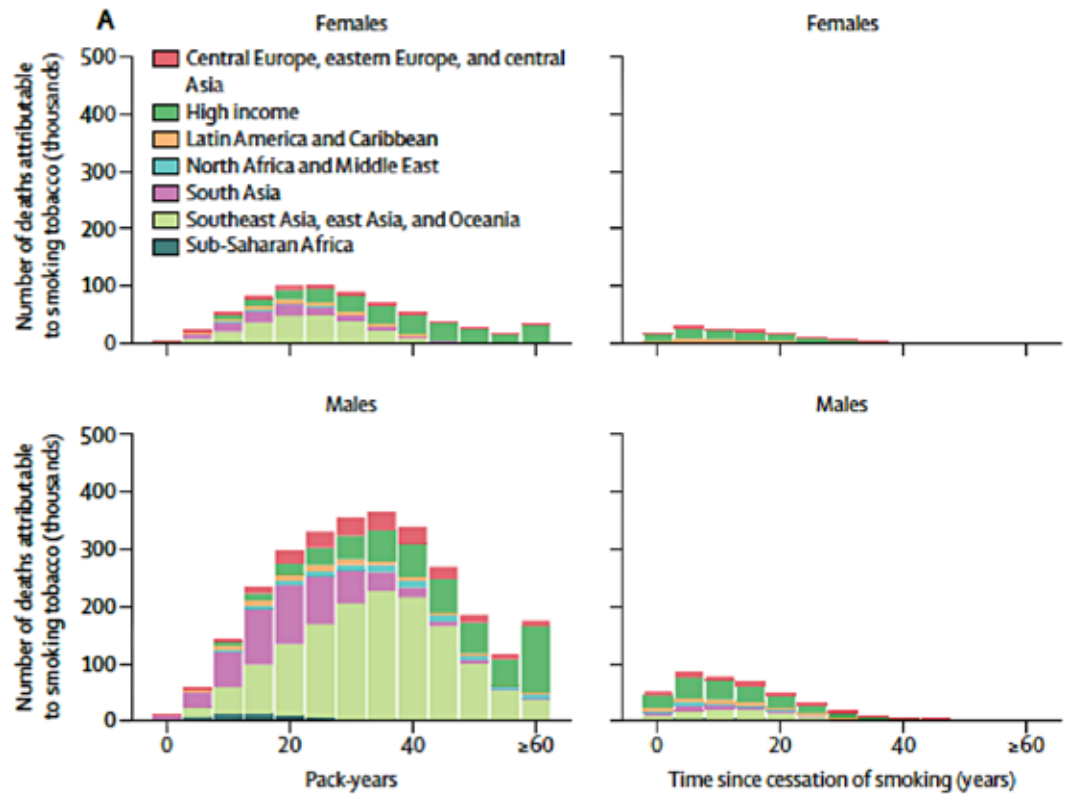 A
Females
Females
Number of deaths attributable
to smoking tobacco (thousands)
500
400
300
200
100
0
Central Europe, eastern Europe, and central
Asia
High income
Latin America and Caribbean
North Africa and Middle East
South Asia
Southeast Asia, east Asia, and Oceania
Sub-Saharan Africa
Males
Males
Number of deaths attributable
to smoking tobacco (thousands)
500
400
300
200
100
0
0 20 40 ≥60
0 20 40 ≥60
Pack-years
Time since cessation of smoking (years)